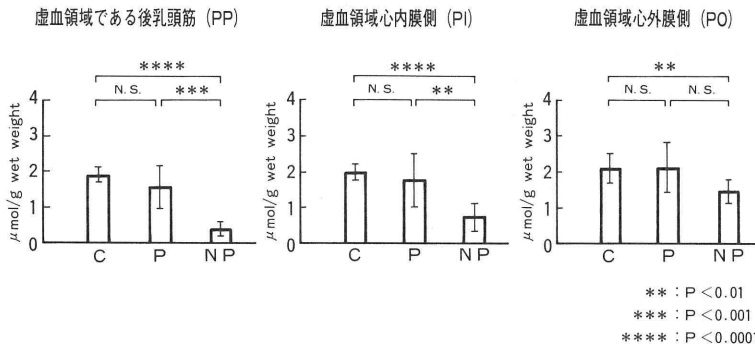 虚血領域である後乳頭筋 (PP)
****
N. S.
***
μmol/g wet weight
4
3
2
1
0
C
P
N P
虚血領域心内膜側 (PI)
****
N. S.
**
μmol/g wet weight
4
3
2
1
0
C
P
N P
虚血領域心外膜側 (PO)
**
N. S.
N. S.
μmol/g wet weight
4
3
2
1
0
C
P
N P
** : P <0.01
*** : P <0.001
**** : P <0.0001